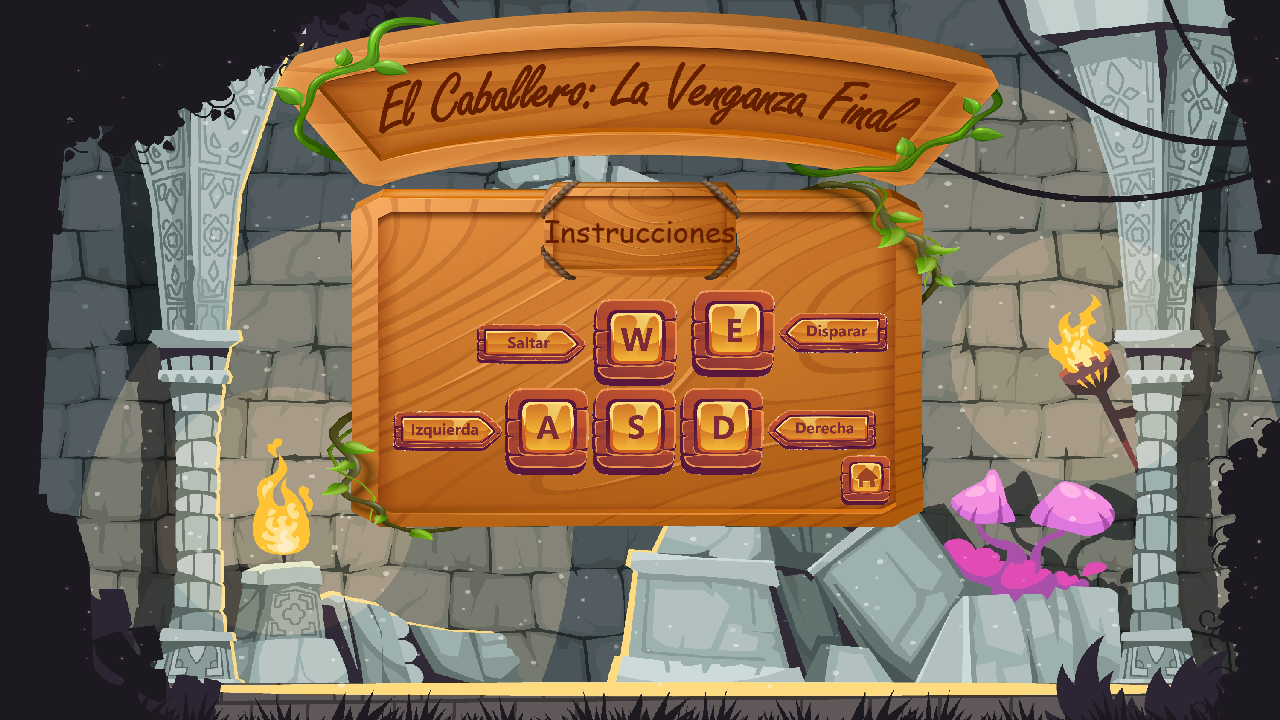 El Caballero: La Venganza Final
Instrucciones
Saltar W E Disparar
Izquierda A S D Derecha